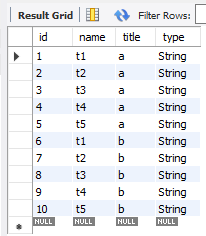 Result Grid Filter Rows:
id name title type
1 t1 a String
2 t2 a String
3 t3 a String
4 t4 a String
5 t5 a String
6 t1 b String
7 t2 b String
8 t3 b String
9 t4 b String
10 t5 b String
NULL NULL NULL NULL